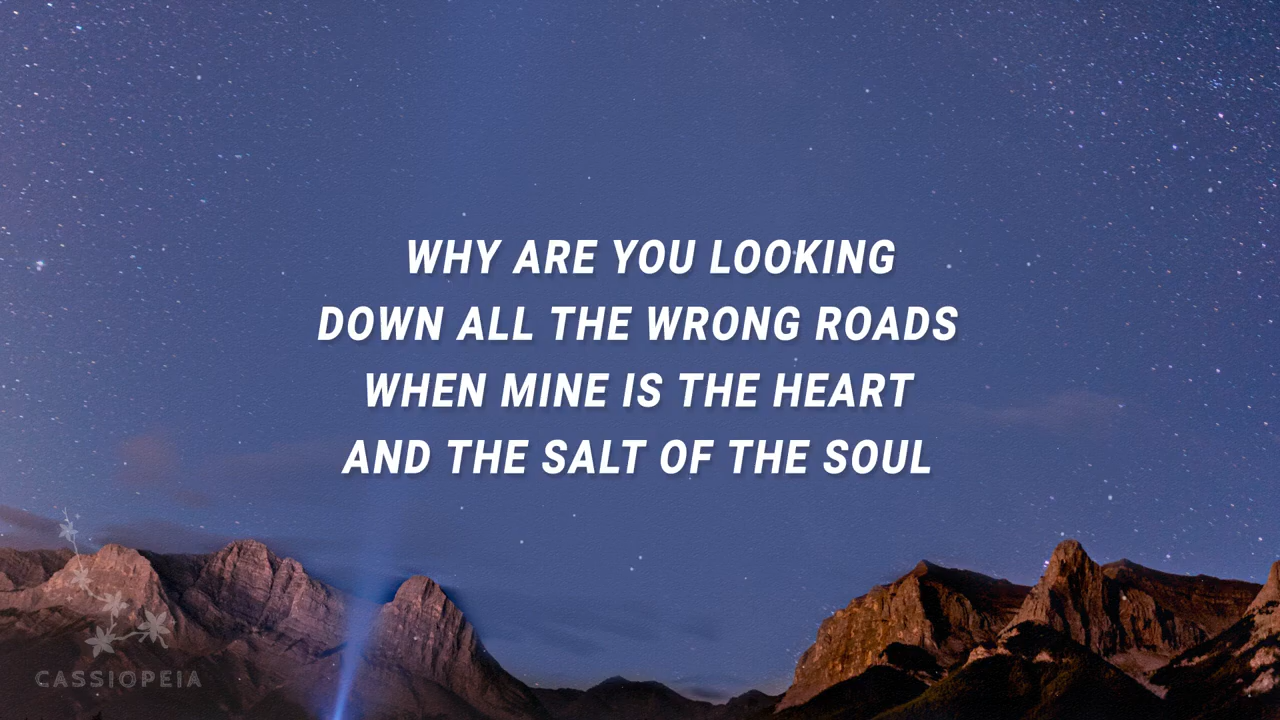 WHY ARE YOU LOOKING
DOWN ALL THE WRONG ROADS
WHEN MINE IS THE HEART
AND THE SALT OF THE SOUL
CASSIOPEIA